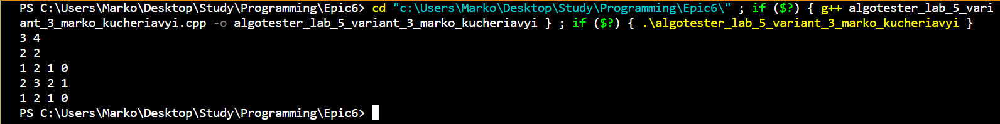 PS C:\Users\Marko\Desktop\Study\Programming\Epic6> cd "c:\Users\Marko\Desktop\Study\Programming\Epic6\" ; if ($?) { g++ algotester_lab_5_vari
ant_3_marko_kucheriavyi.cpp -o algotester_lab_5_variant_3_marko_kucheriavyi } ; if ($?) { .\algotester_lab_5_variant_3_marko_kucheriavyi }
3 4
2 2
1 2 1 0
2 3 2 1
1 2 1 0
PS C:\Users\Marko\Desktop\Study\Programming\Epic6>